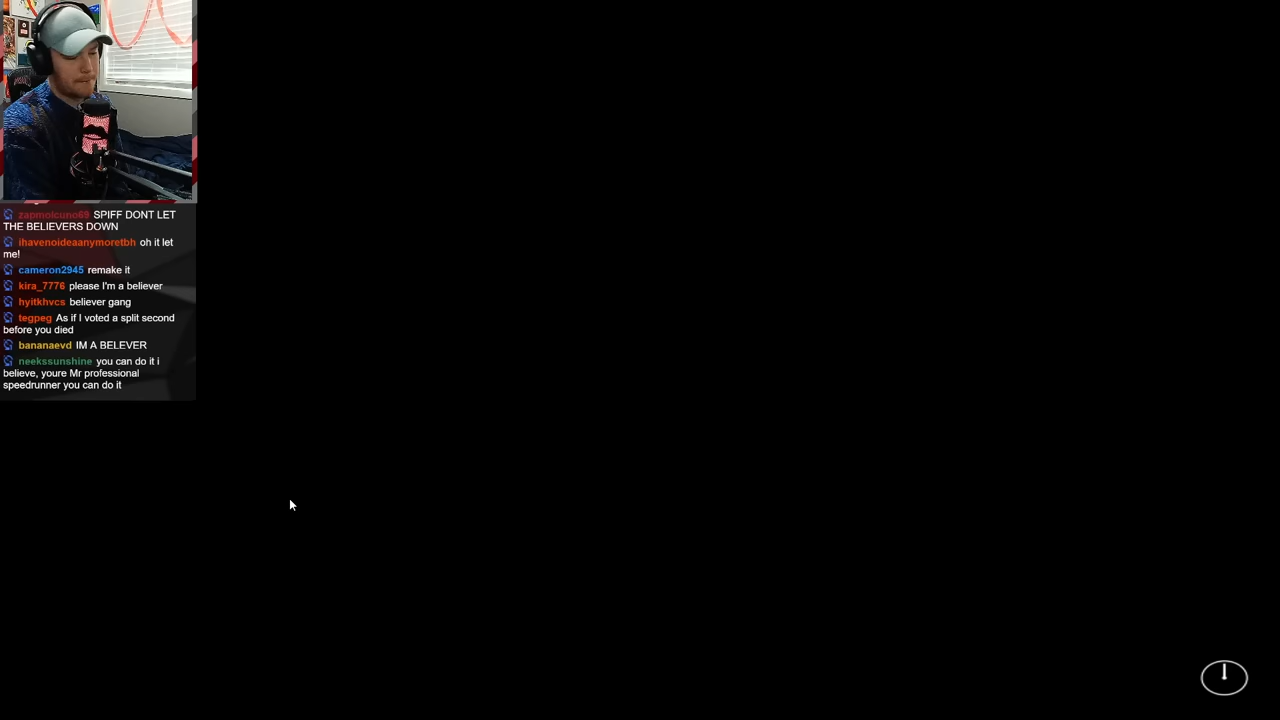 zapmolcuno69 SPIFF DONT LET
THE BELIEVERS DOWN
ihavenoideaanymoretbh oh it let
me!
cameron2945 remake it
kira_7776 please I'm a believer
hyitkhvcs believer gang
tegpeg As if I voted a split second
before you died
bananaevd IM A BELEVER
neekssunshine you can do it i
believe, youre Mr professional
speedrunner you can do it